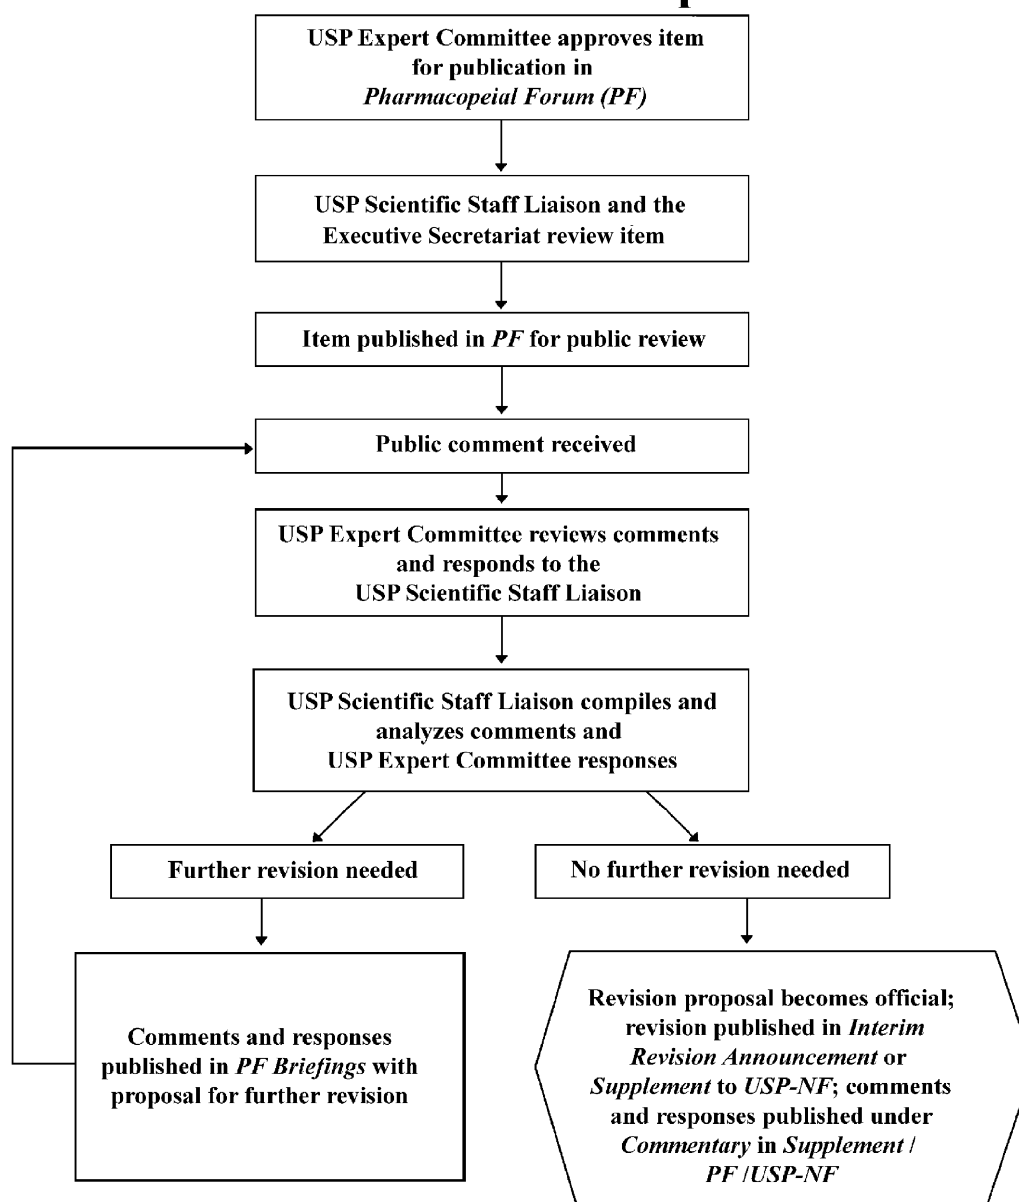 USP Expert Committee approves item
for publication in
Pharmacopeial Forum (PF)
USP Scientific Staff Liaison and the
Executive Secretariat review item
Item published in PF for public review
Public comment received
USP Expert Committee reviews comments
and responds to the
USP Scientific Staff Liaison
USP Scientific Staff Liaison compiles and
analyzes comments and
USP Expert Committee responses
Further revision needed
No further revision needed
Comments and responses
published in PF Briefings with
proposal for further revision
Revision proposal becomes official;
revision published in Interim
Revision Announcement or
Supplement to USP-NF; comments
and responses published under
Commentary in Supplement /
PF /USP-NF